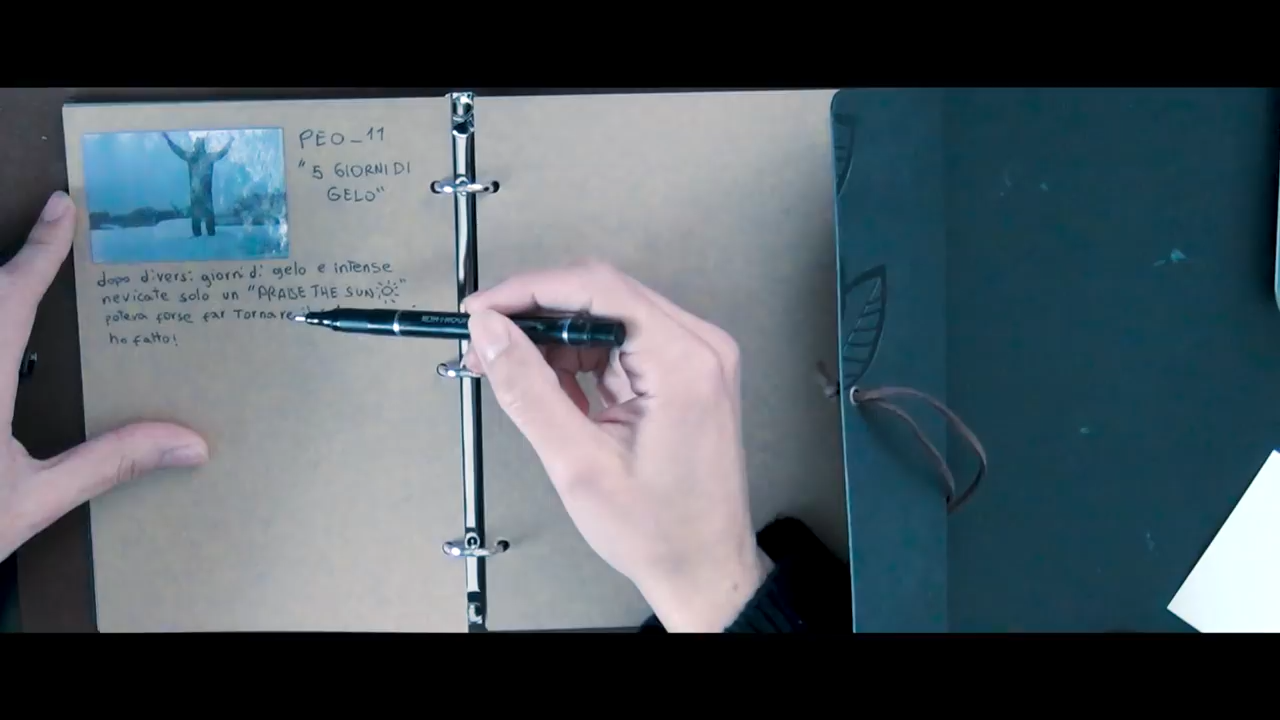 PEO_11
"5 GIORNI DI
GELO"
dopo diversi giorni di gelo e intense
nevicate solo un "PRAISE THE SUN"
poteva forse far Tornare
ho fatto!